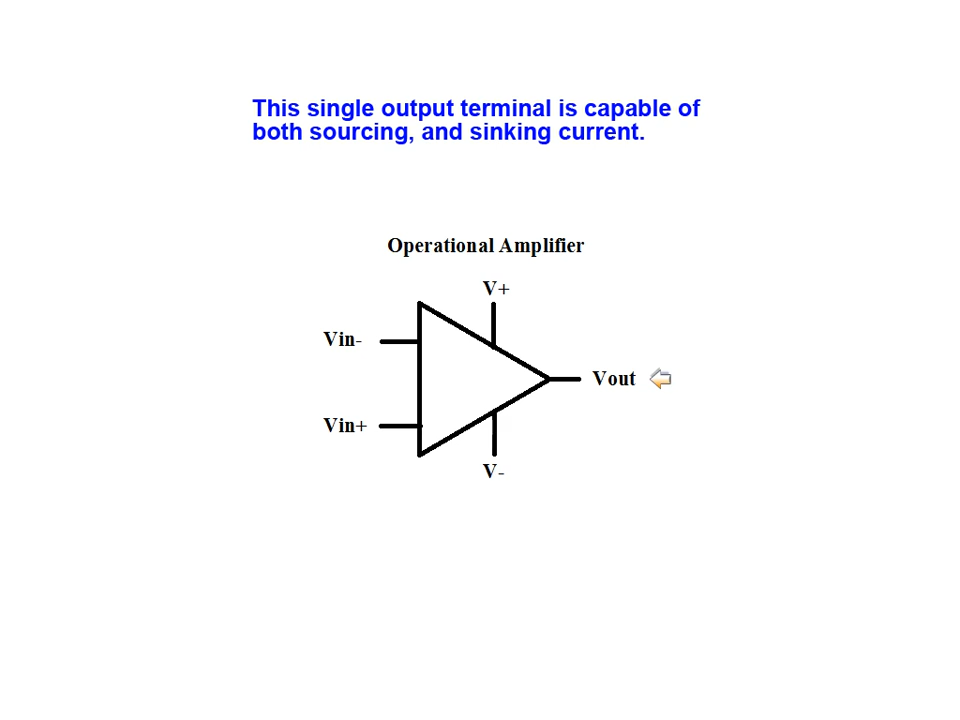 This single output terminal is capable of
both sourcing, and sinking current.
Operational Amplifier
V+
Vin-
Vout
Vin+
V-